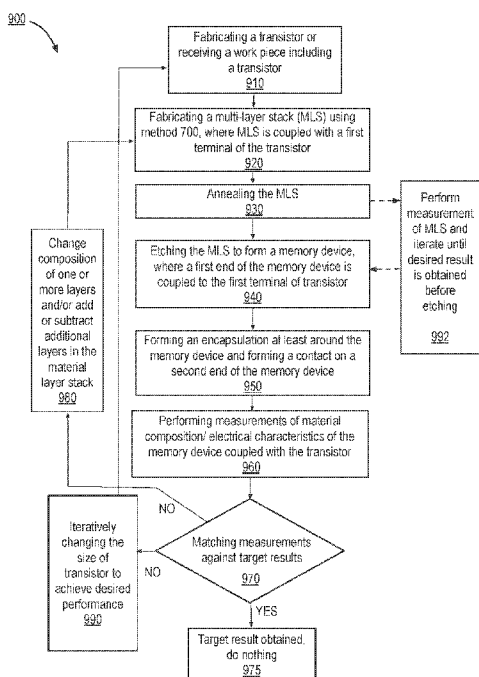 900
Fabricating a transistor or
receiving a work piece including
a transistor
910
Fabricating a multi-layer stack (MLS) using
method 700, where MLS is coupled with a first
terminal of the transistor
920
Annealing the MLS
930
Perform
measurement
of MLS and
iterate until
desired result
is obtained
before
etching
992
Change
composition
of one or
more layers
and/or add
or subtract
additional
layers in the
material
layer stack
980
Etching the MLS to form a memory device,
where a first end of the memory device is
coupled to the first terminal of transistor
940
Forming an encapsulation at least around the
memory device and forming a contact on a
second end of the memory device
950
Performing measurements of material
composition/ electrical characteristics of the
memory device coupled with the transistor
960
NO
Matching measurements
against target results
970
NO
Iteratively
changing the
size of
transistor to
achieve desired
performance
990
YES
Target result obtained,
do nothing
975